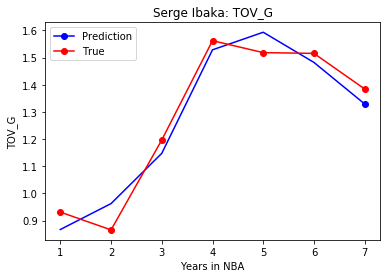 Serge Ibaka: TOV_G
Prediction
True
1.6
1.5
1.4
1.3
1.2
1.1
1.0
0.9
TOV_G
1 2 3 4 5 6 7
Years in NBA